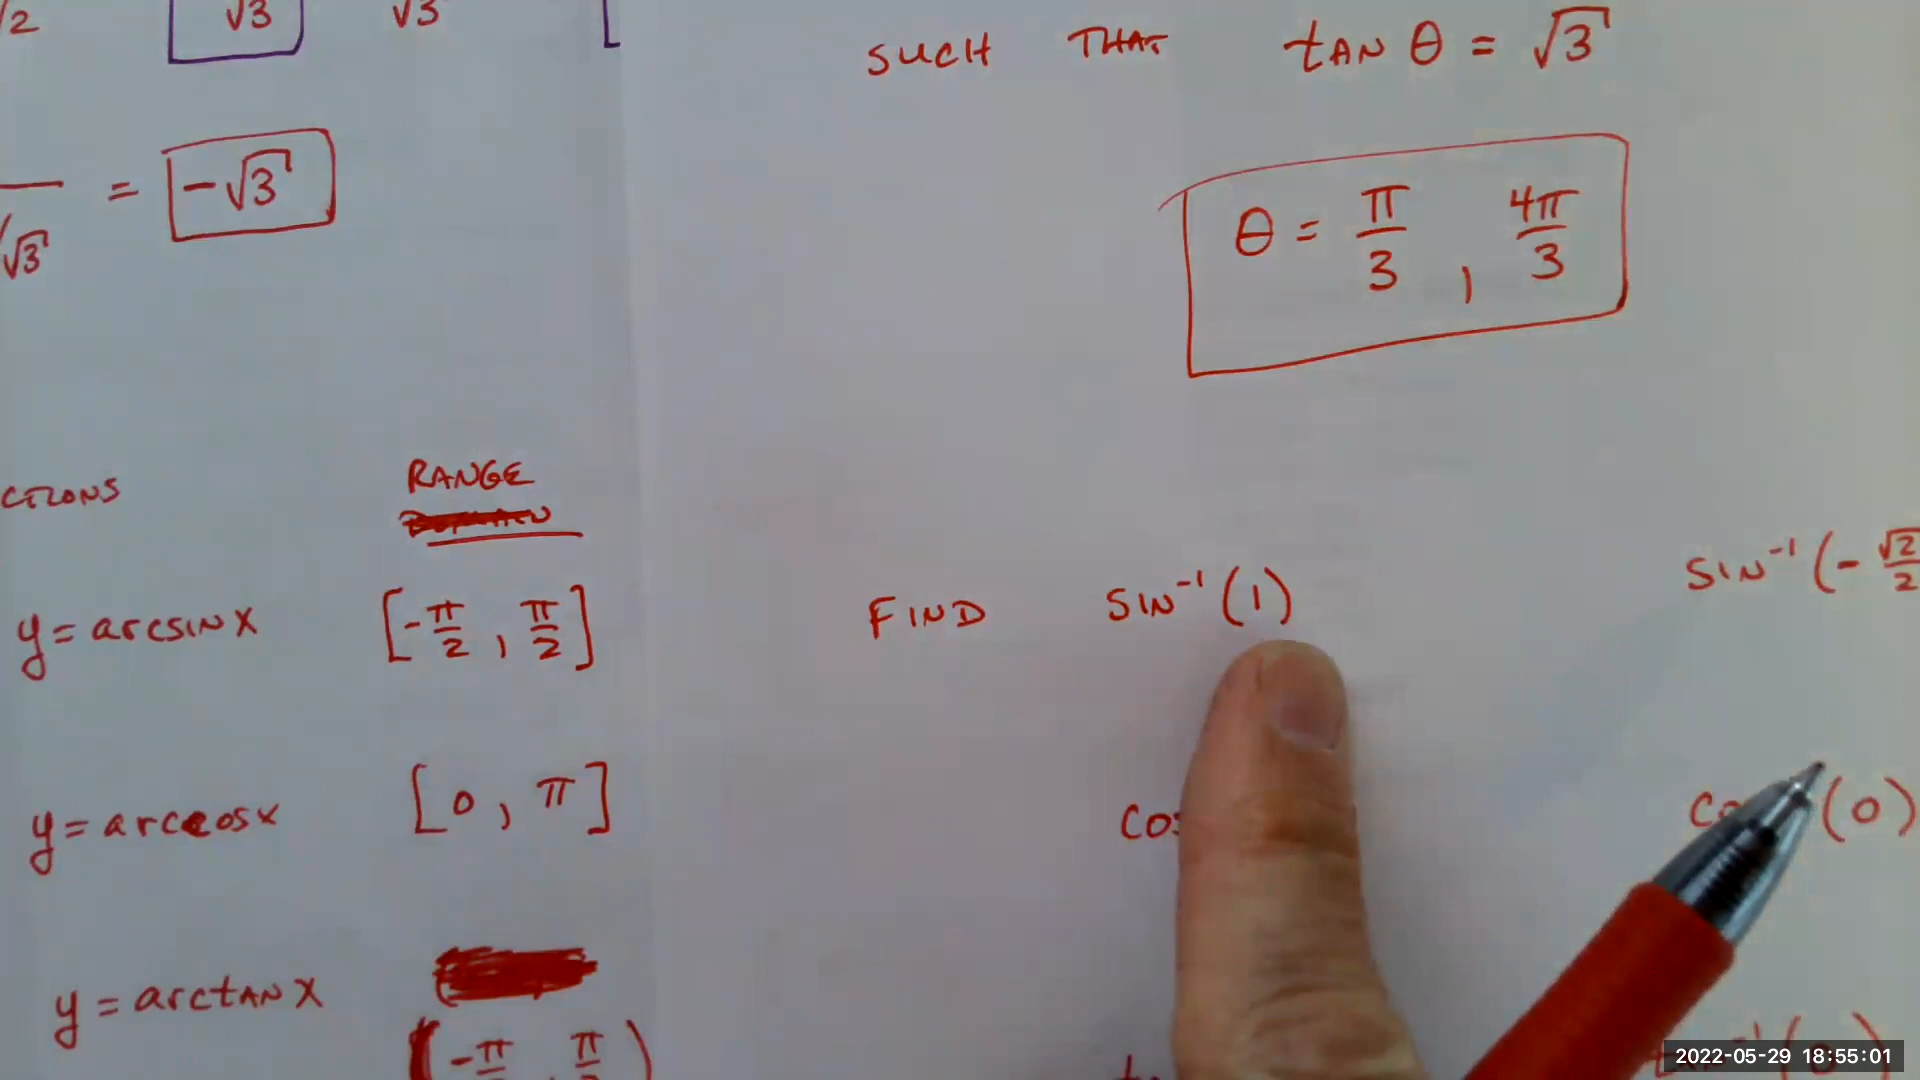 √2 √3 √3
SUCH THAT tAN θ = √3
= -√3
√3
θ = π/3 , 4π/3
RANGE
y = arcsin x [-π/2 , π/2] FIND SIN⁻¹(1) SIN⁻¹(-√2/2
y = arccos x [0, π] COS (0)
y = arctAN x (-π , π )
2022-05-29 18:55:01